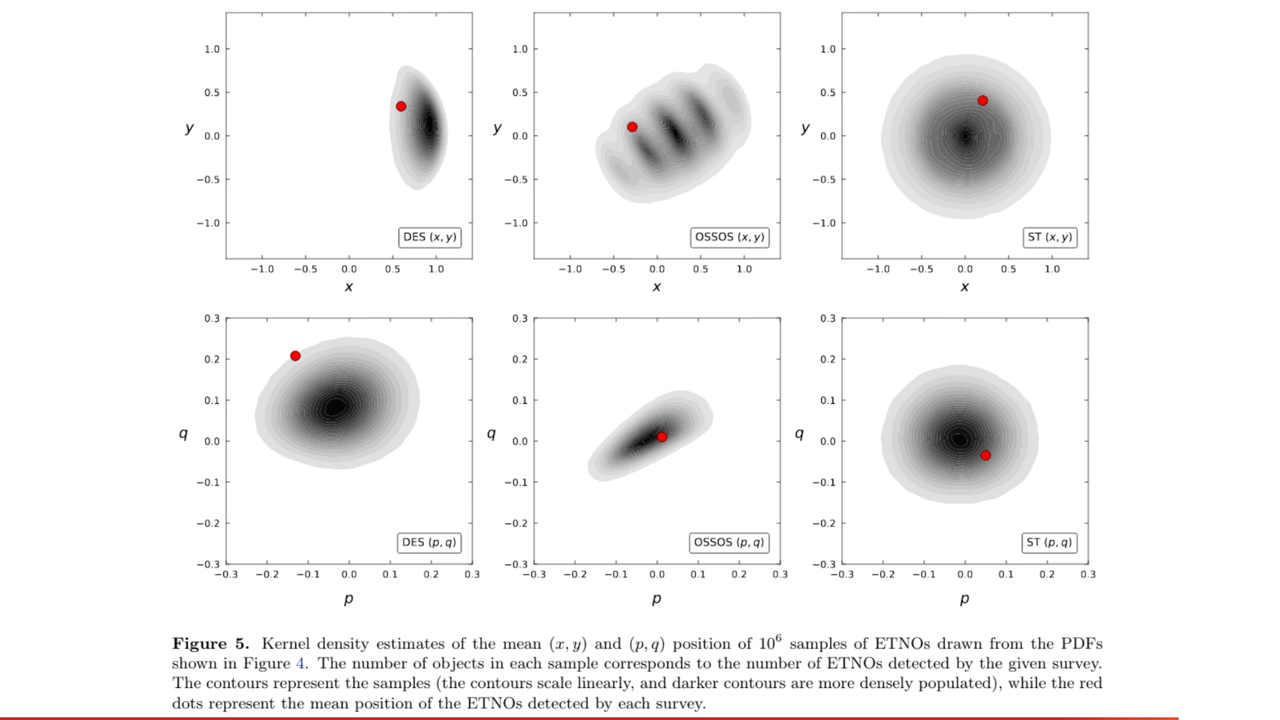 1.0
0.5
0.0
−0.5
−1.0
y
−1.0 −0.5 0.0 0.5 1.0
x
DES (x, y)
1.0
0.5
0.0
−0.5
−1.0
y
−1.0 −0.5 0.0 0.5 1.0
x
OSSOS (x, y)
1.0
0.5
0.0
−0.5
−1.0
y
−1.0 −0.5 0.0 0.5 1.0
x
ST (x, y)
0.3
0.2
0.1
0.0
−0.1
−0.2
−0.3
q
−0.3 −0.2 −0.1 0.0 0.1 0.2 0.3
p
DES (p, q)
0.3
0.2
0.1
0.0
−0.1
−0.2
−0.3
q
−0.3 −0.2 −0.1 0.0 0.1 0.2 0.3
p
OSSOS (p, q)
0.3
0.2
0.1
0.0
−0.1
−0.2
−0.3
q
−0.3 −0.2 −0.1 0.0 0.1 0.2 0.3
p
ST (p, q)
Figure 5. Kernel density estimates of the mean (x, y) and (p, q) position of 10⁶ samples of ETNOs drawn from the PDFs
shown in Figure 4. The number of objects in each sample corresponds to the number of ETNOs detected by the given survey.
The contours represent the samples (the contours scale linearly, and darker contours are more densely populated), while the red
dots represent the mean position of the ETNOs detected by each survey.